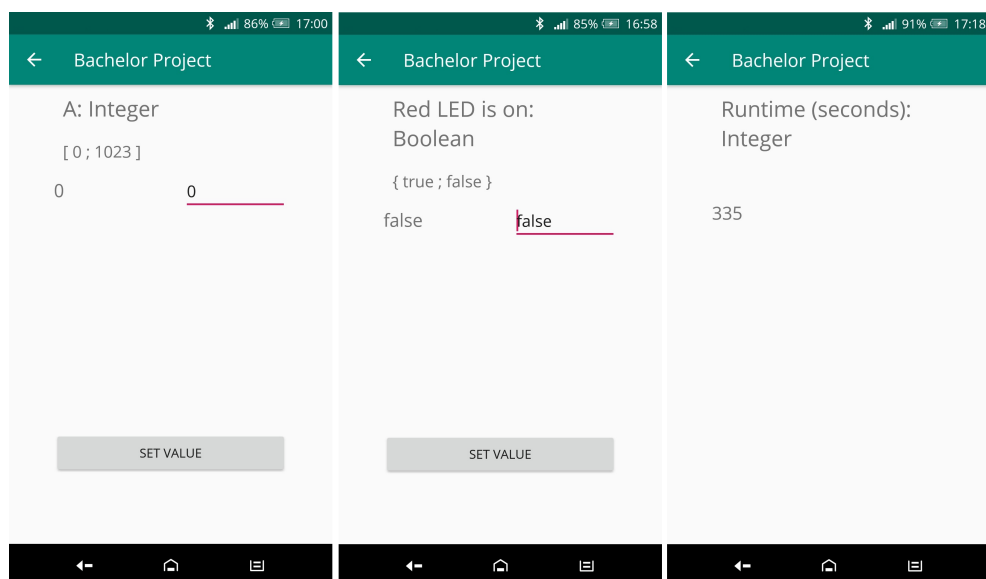 86% 17:00
Bachelor Project
A: Integer
[ 0 ; 1023 ]
0 0
SET VALUE
85% 16:58
Bachelor Project
Red LED is on:
Boolean
{ true ; false }
false false
SET VALUE
91% 17:18
Bachelor Project
Runtime (seconds):
Integer
335